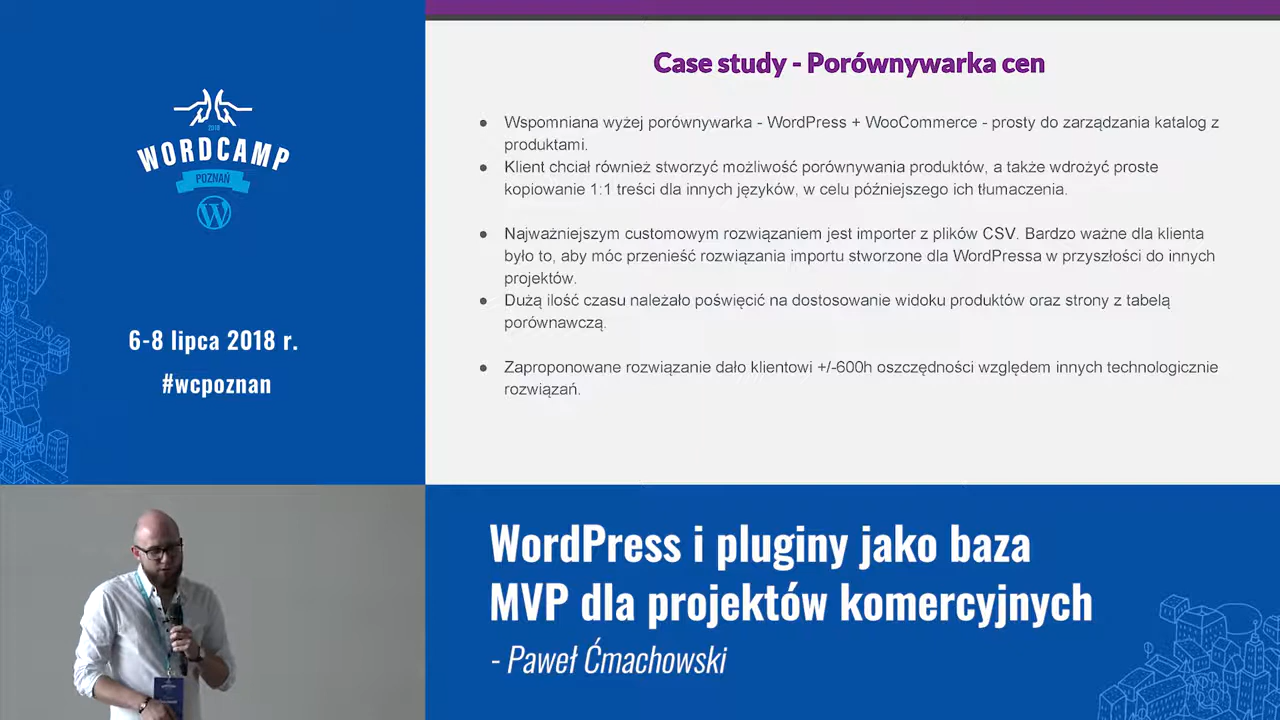 2018
WORDCAMP
POZNAŃ
6-8 lipca 2018 r.
#wcpoznan
Case study - Porównywarka cen
● Wspomniana wyżej porównywarka - WordPress + WooCommerce - prosty do zarządzania katalog z
produktami.
● Klient chciał również stworzyć możliwość porównywania produktów, a także wdrożyć proste
kopiowanie 1:1 treści dla innych języków, w celu późniejszego ich tłumaczenia.
● Najważniejszym customowym rozwiązaniem jest importer z plików CSV. Bardzo ważne dla klienta
było to, aby móc przenieść rozwiązania importu stworzone dla WordPressa w przyszłości do innych
projektów.
● Dużą ilość czasu należało poświęcić na dostosowanie widoku produktów oraz strony z tabelą
porównawczą.
● Zaproponowane rozwiązanie dało klientowi +/-600h oszczędności względem innych technologicznie
rozwiązań.
WordPress i pluginy jako baza
MVP dla projektów komercyjnych
- Paweł Ćmachowski